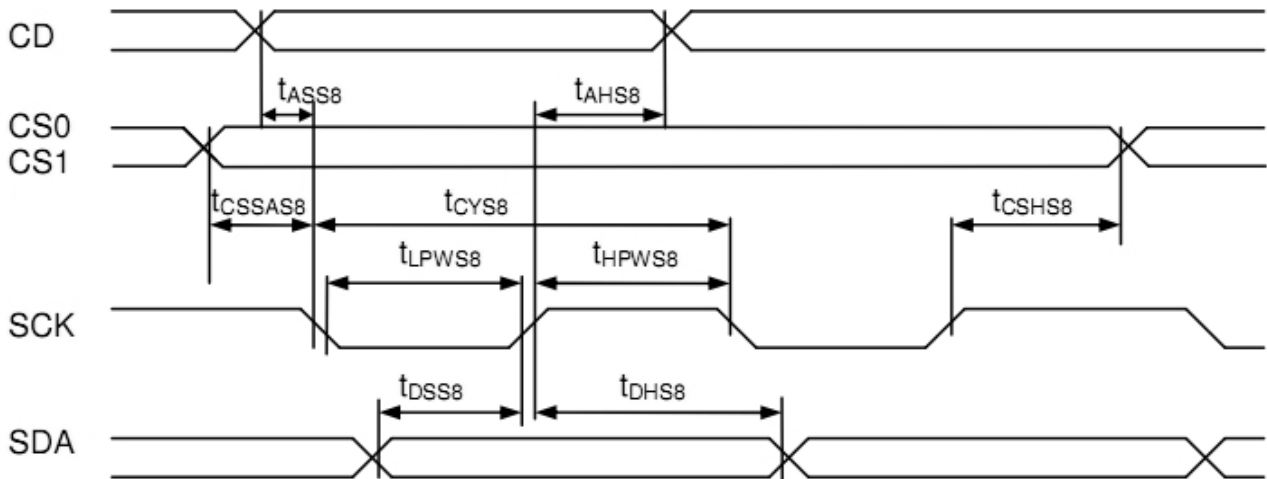 CD
tASS8
tAHS8
CS0
CS1
tCSSAS8
tCYS8
tCSHS8
tLPWS8
tHPWS8
SCK
tDSS8
tDHS8
SDA